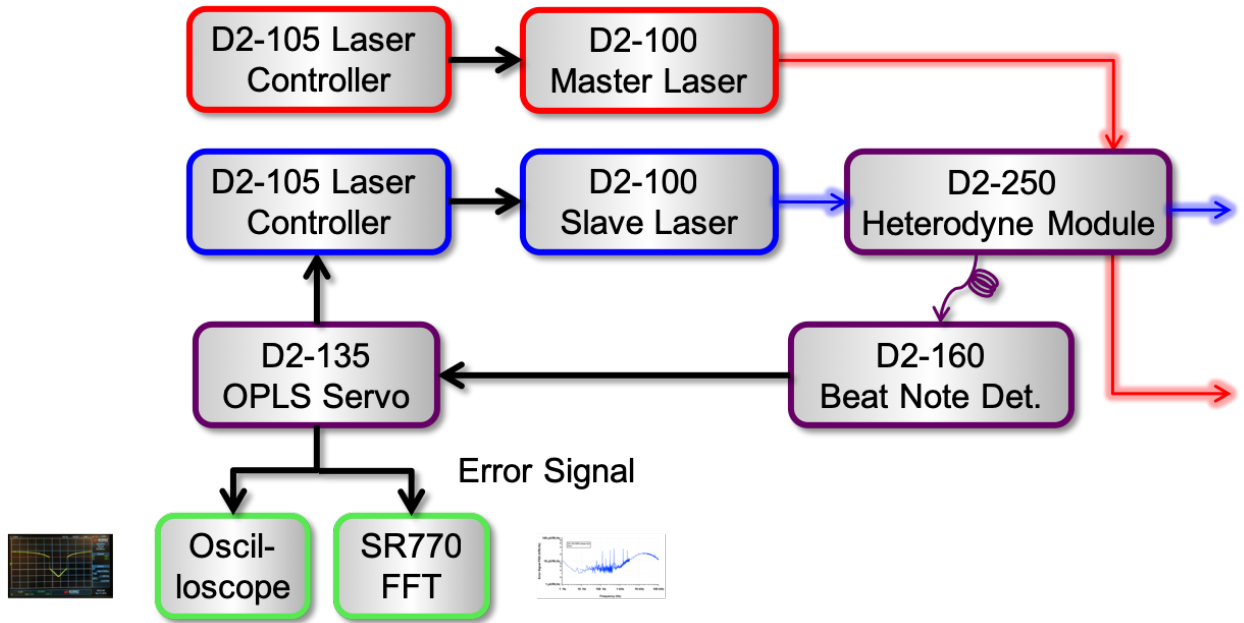 D2-105 Laser
Controller
D2-100
Master Laser
D2-105 Laser
Controller
D2-100
Slave Laser
D2-250
Heterodyne Module
D2-135
OPLS Servo
D2-160
Beat Note Det.
Error Signal
Oscil-
loscope
SR770
FFT